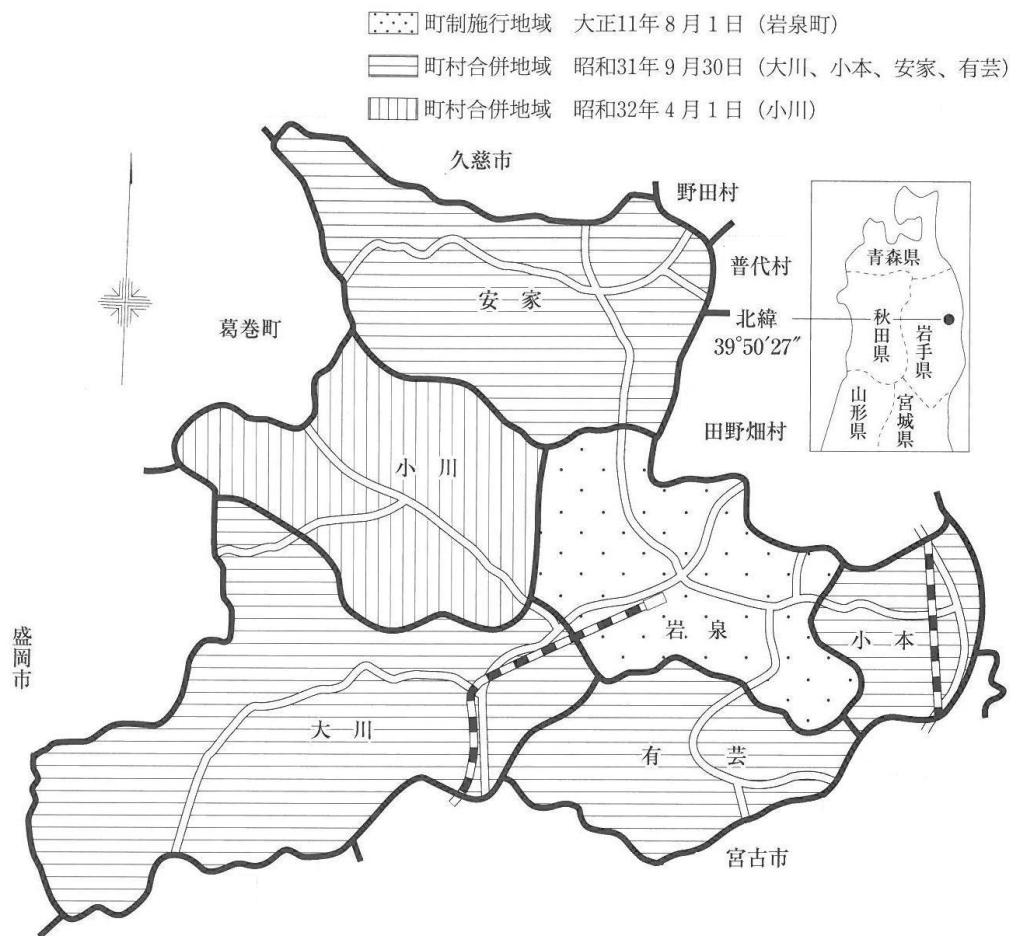 町制施行地域 大正11年8月1日（岩泉町）
町村合併地域 昭和31年9月30日（大川、小本、安家、有芸）
町村合併地域 昭和32年4月1日（小川）
久慈市
野田村
普代村
青森県
安家
葛巻町
北緯
39°50′27″
秋田県
岩手県
山形県
宮城県
田野畑村
小川
岩泉
小本
盛岡市
大川
有芸
宮古市